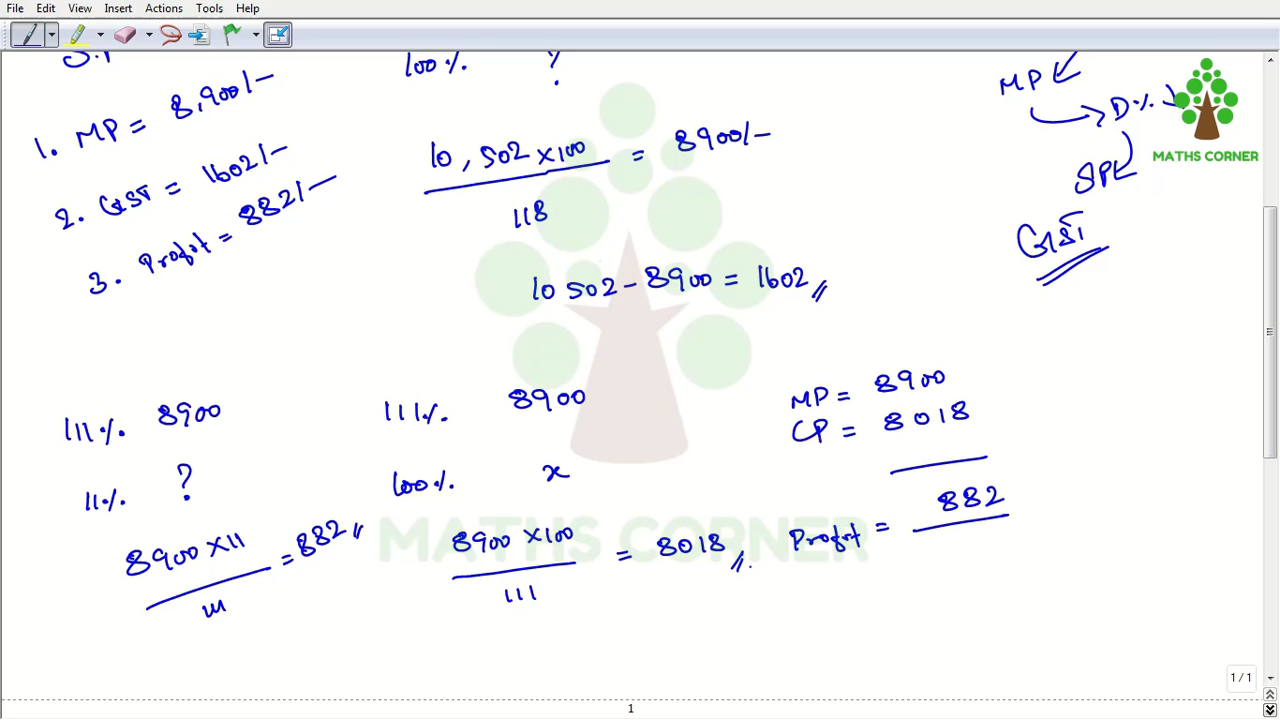 File Edit View Insert Actions Tools Help
S.P 100% ?
1. MP = 8,900/-
2. GST = 1602/-
3. Profit = 882/-
10,502 × 100 = 8900/-
118
10502 - 8900 = 1602
MP
D%
SP
GST
MATHS CORNER
111% 8900
11% ?
8900 × 11 = 882
111
111% 8900
100% x
8900 × 100 = 8018
111
MP = 8900
CP = 8018
Profit = 882
MATHS CORNER
1 / 1
1